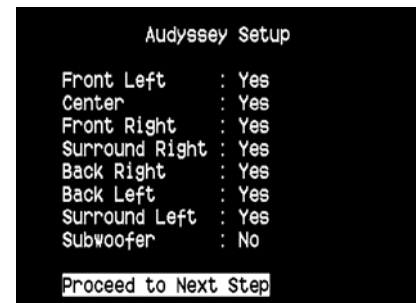 Audyssey Setup
Front Left : Yes
Center : Yes
Front Right : Yes
Surround Right : Yes
Back Right : Yes
Back Left : Yes
Surround Left : Yes
Subwoofer : No
Proceed to Next Step